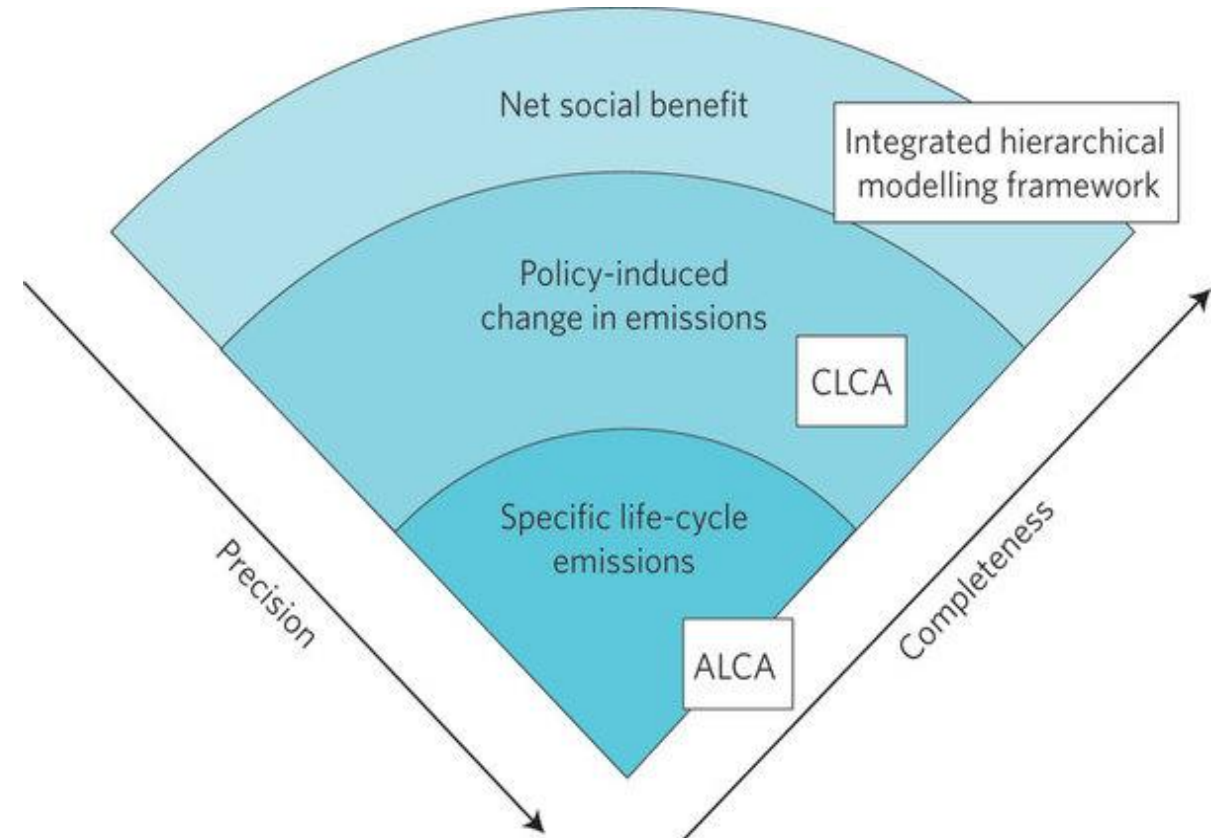 Net social benefit
Integrated hierarchical
modelling framework
Policy-induced
change in emissions
CLCA
Specific life-cycle
emissions
ALCA
Precision
Completeness